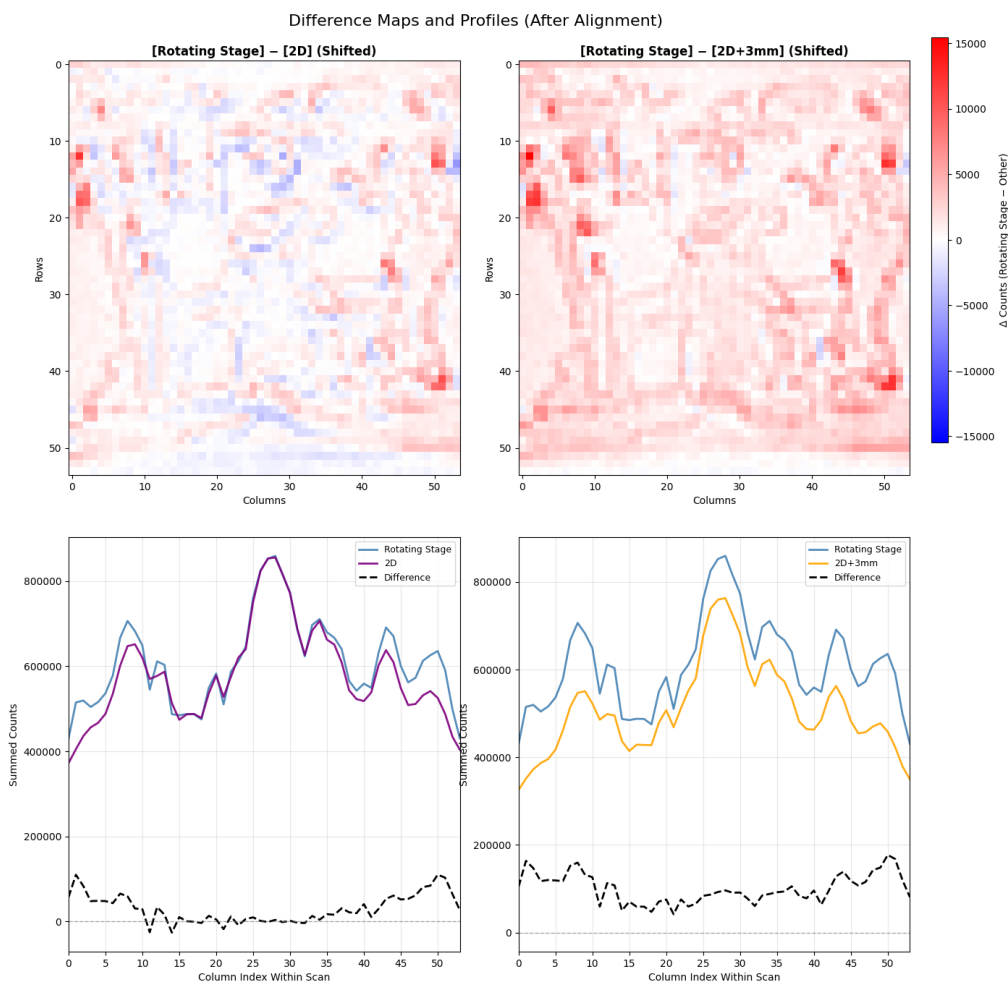 Difference Maps and Profiles (After Alignment)
[Rotating Stage] − [2D] (Shifted)
[Rotating Stage] − [2D+3mm] (Shifted)
0
10
20
30
40
50
Rows
0 10 20 30 40 50
Columns
0
10
20
30
40
50
Rows
0 10 20 30 40 50
Columns
15000
10000
5000
0
−5000
−10000
−15000
Δ Counts (Rotating Stage − Other)
Rotating Stage
2D
Difference
800000
600000
400000
200000
0
Summed Counts
0 5 10 15 20 25 30 35 40 45 50
Column Index Within Scan
Rotating Stage
2D+3mm
Difference
800000
600000
400000
200000
0
Summed Counts
0 5 10 15 20 25 30 35 40 45 50
Column Index Within Scan